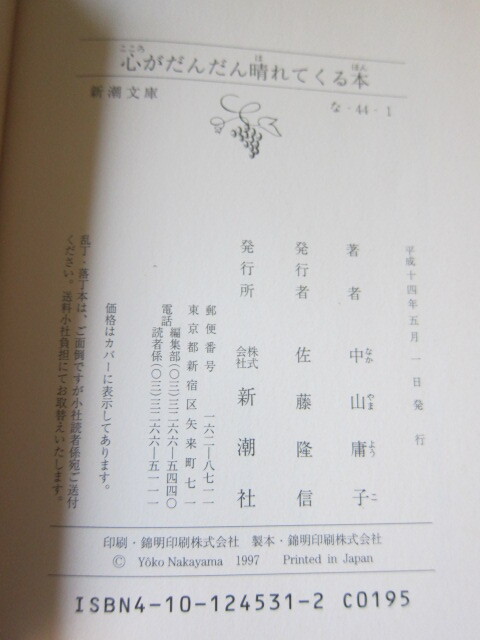 心がだんだん晴れてくる本
新潮文庫
な - 44 - 1
平成十四年五月一日発行
著者 中山庸子
発行者 佐藤隆信
発行所 株式会社 新潮社
郵便番号 一六二―八七一一
東京都新宿区矢来町七一
電話 編集部(〇三)三二六六―五四四〇
読者係(〇三)三二六六―五一一一
価格はカバーに表示してあります。
乱丁・落丁本は、ご面倒ですが小社読者係宛ご送付
ください。送料小社負担にてお取替えいたします。
印刷・錦明印刷株式会社 製本・錦明印刷株式会社
© Yōko Nakayama 1997 Printed in Japan
ISBN4-10-124531-2 C0195